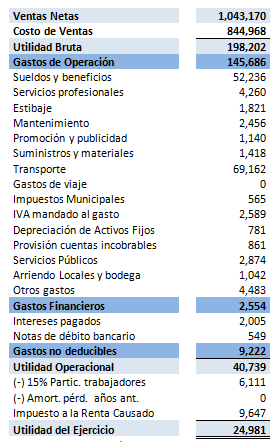 Ventas Netas 1,043,170
Costo de Ventas 844,968
Utilidad Bruta 198,202
Gastos de Operación 145,686
Sueldos y beneficios 52,236
Servicios profesionales 4,260
Estibaje 1,821
Mantenimiento 2,456
Promoción y publicidad 1,140
Suministros y materiales 1,418
Transporte 69,162
Gastos de viaje 0
Impuestos Municipales 565
IVA mandado al gasto 2,589
Depreciación de Activos Fijos 781
Provisión cuentas incobrables 861
Servicios Públicos 2,874
Arriendo Locales y bodega 1,042
Otros gastos 4,483
Gastos Financieros 2,554
Intereses pagados 2,005
Notas de débito bancario 549
Gastos no deducibles 9,222
Utilidad Operacional 40,739
(-) 15% Partic. trabajadores 6,111
(-) Amort. pérd. años ant. 0
Impuesto a la Renta Causado 9,647
Utilidad del Ejercicio 24,981